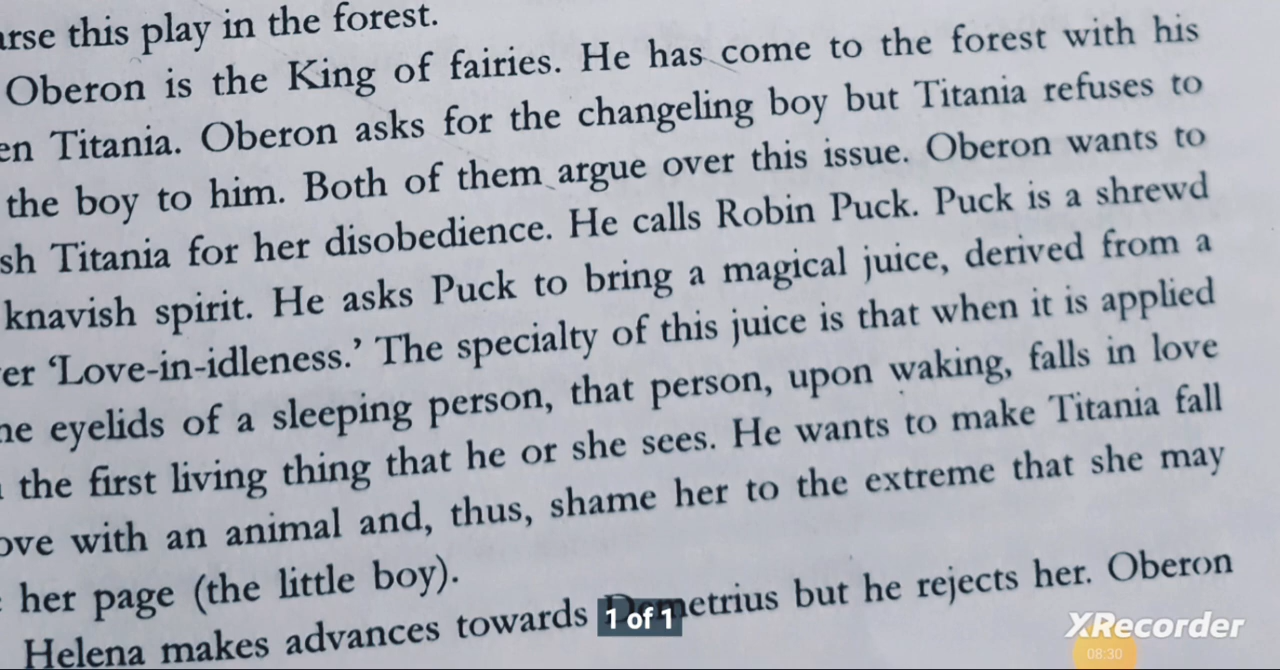 this play in the forest.
Oberon is the King of fairies. He has come to the forest with his
Titania. Oberon asks for the changeling boy but Titania refuses to
the boy to him. Both of them argue over this issue. Oberon wants to
Titania for her disobedience. He calls Robin Puck. Puck is a shrewd
knavish spirit. He asks Puck to bring a magical juice, derived from a
'Love-in-idleness.' The specialty of this juice is that when it is applied
eyelids of a sleeping person, that person, upon waking, falls in love
the first living thing that he or she sees. He wants to make Titania fall
with an animal and, thus, shame her to the extreme that she may
her page (the little boy).
Helena makes advances towards Demetrius but he rejects her. Oberon
1 of 1
XRecorder
08:30